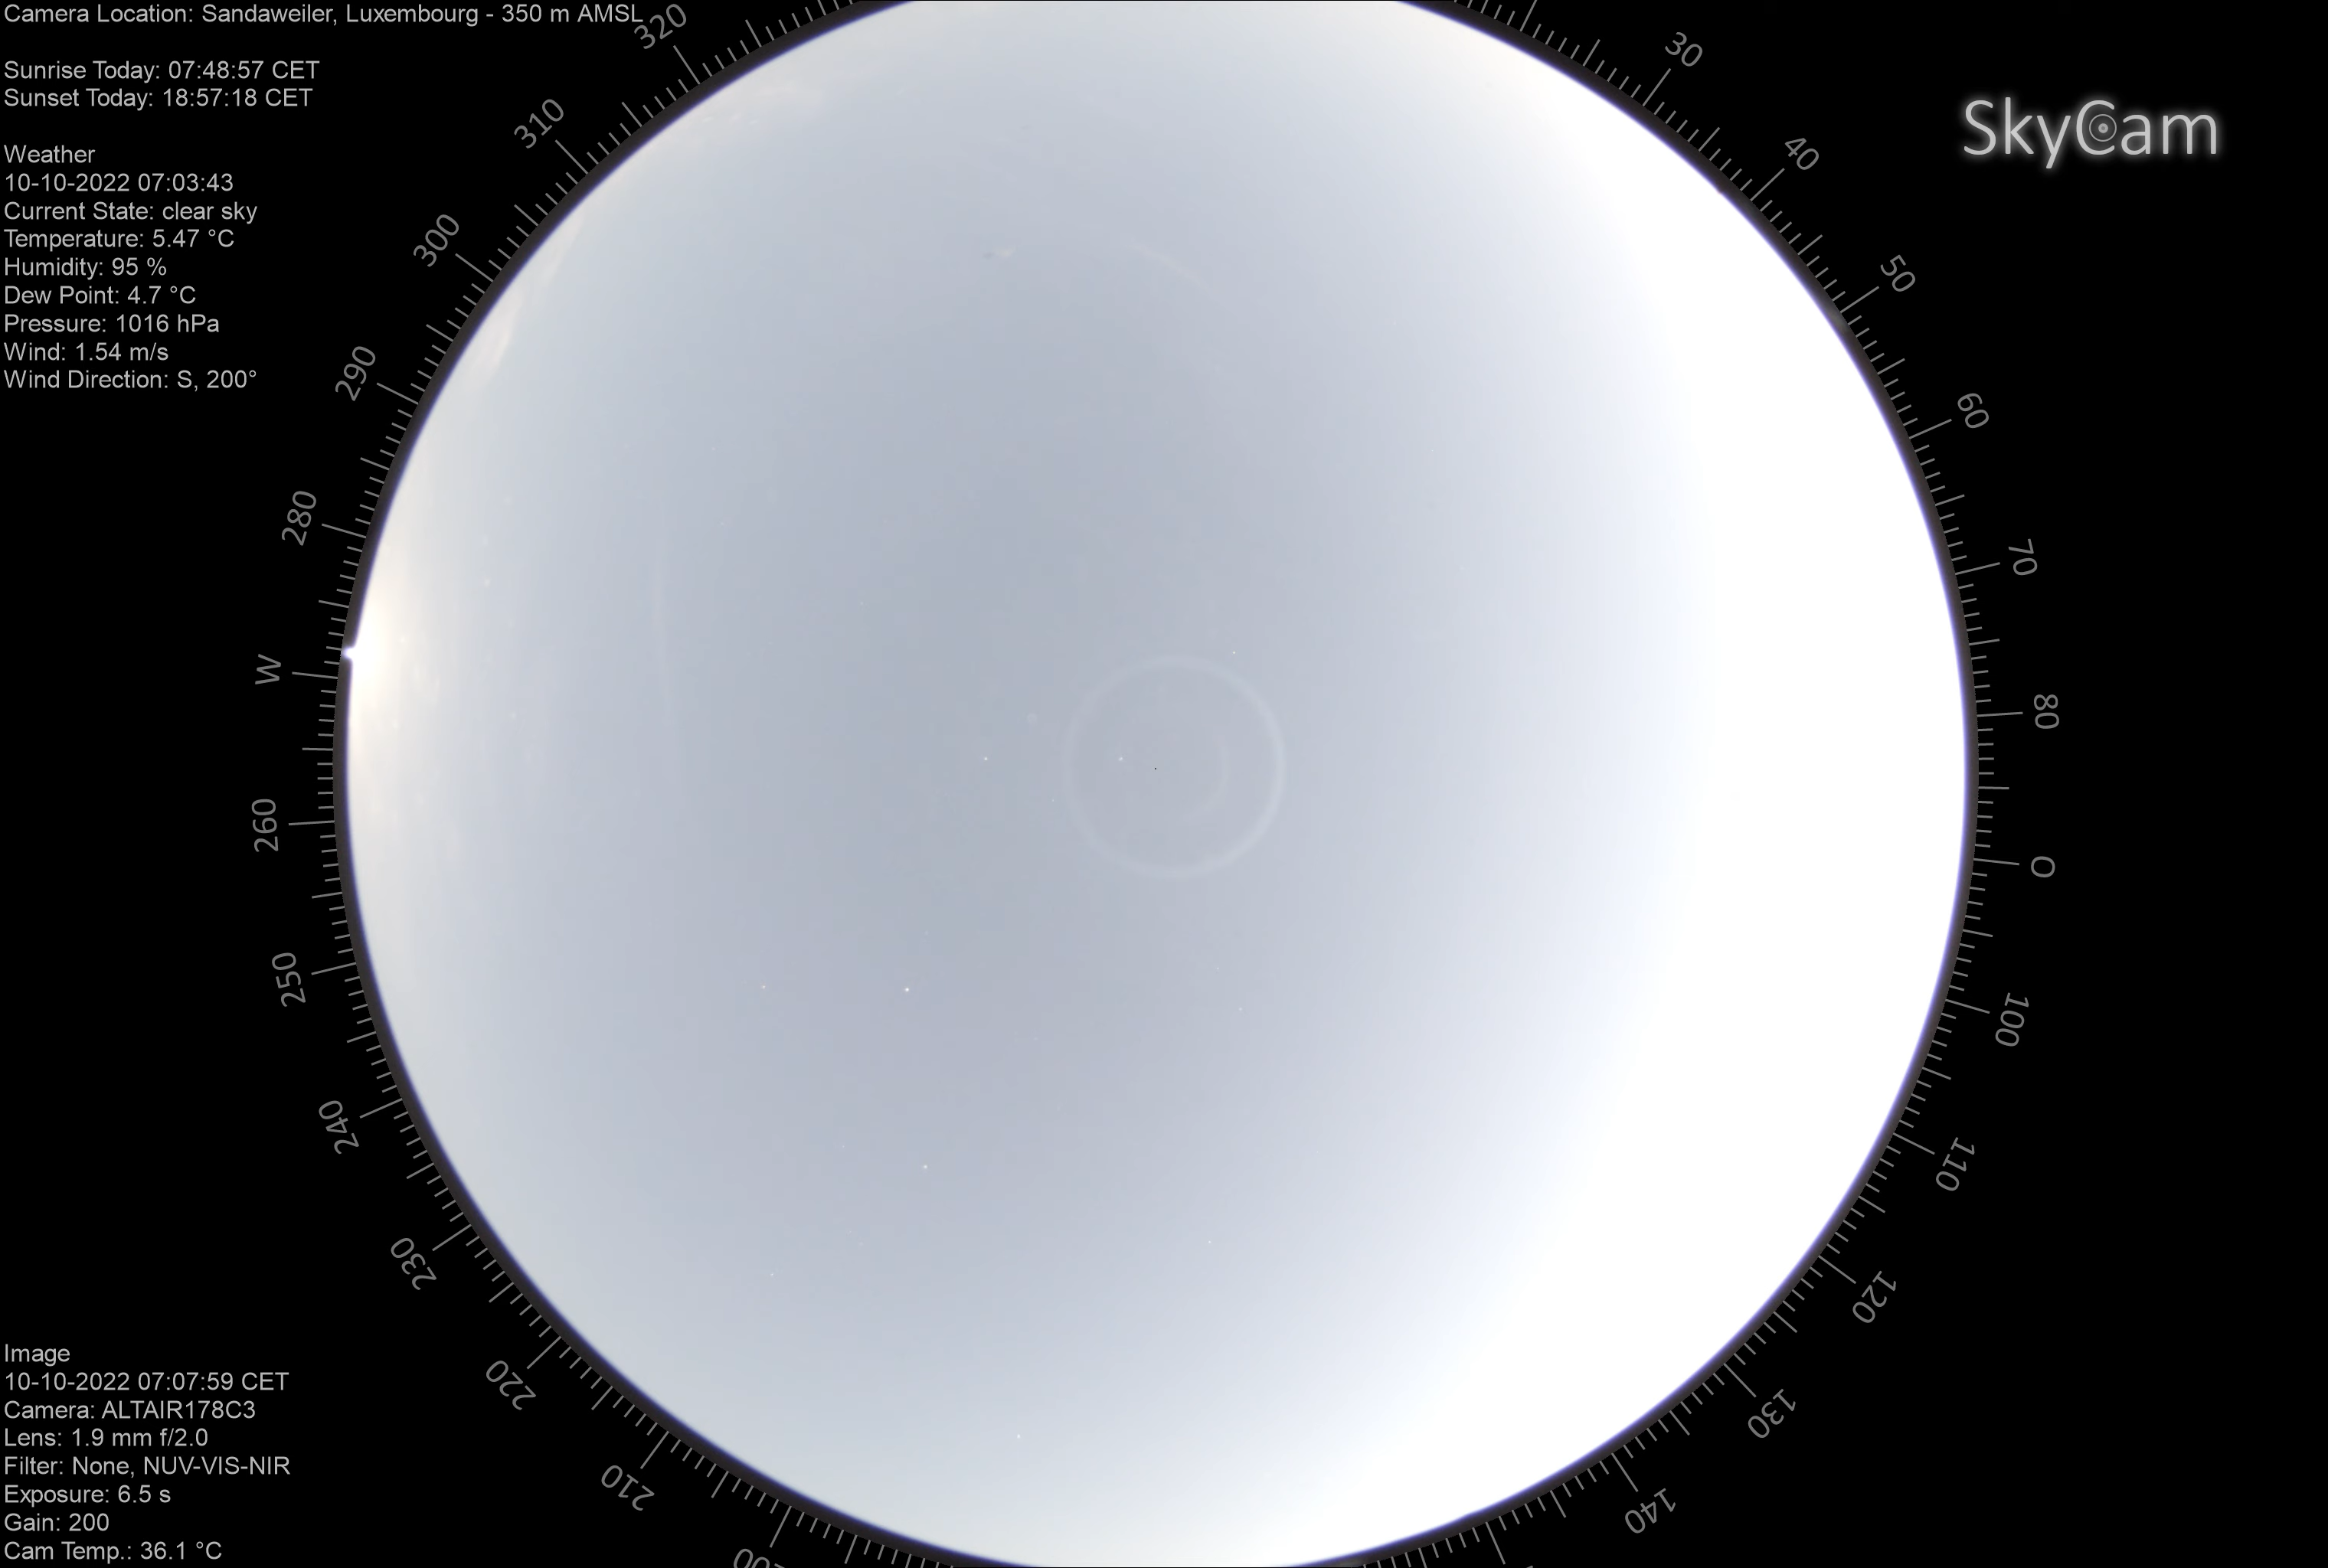 Camera Location: Sandaweiler, Luxembourg - 350 m AMSL
Sunrise Today: 07:48:57 CET
Sunset Today: 18:57:18 CET
Weather
10-10-2022 07:03:43
Current State: clear sky
Temperature: 5.47 °C
Humidity: 95 %
Dew Point: 4.7 °C
Pressure: 1016 hPa
Wind: 1.54 m/s
Wind Direction: S, 200°
SkyCam
320
310
300
290
280
W
260
250
240
230
220
210
200
30
40
50
60
70
80
O
100
110
120
130
140
Image
10-10-2022 07:07:59 CET
Camera: ALTAIR178C3
Lens: 1.9 mm f/2.0
Filter: None, NUV-VIS-NIR
Exposure: 6.5 s
Gain: 200
Cam Temp.: 36.1 °C